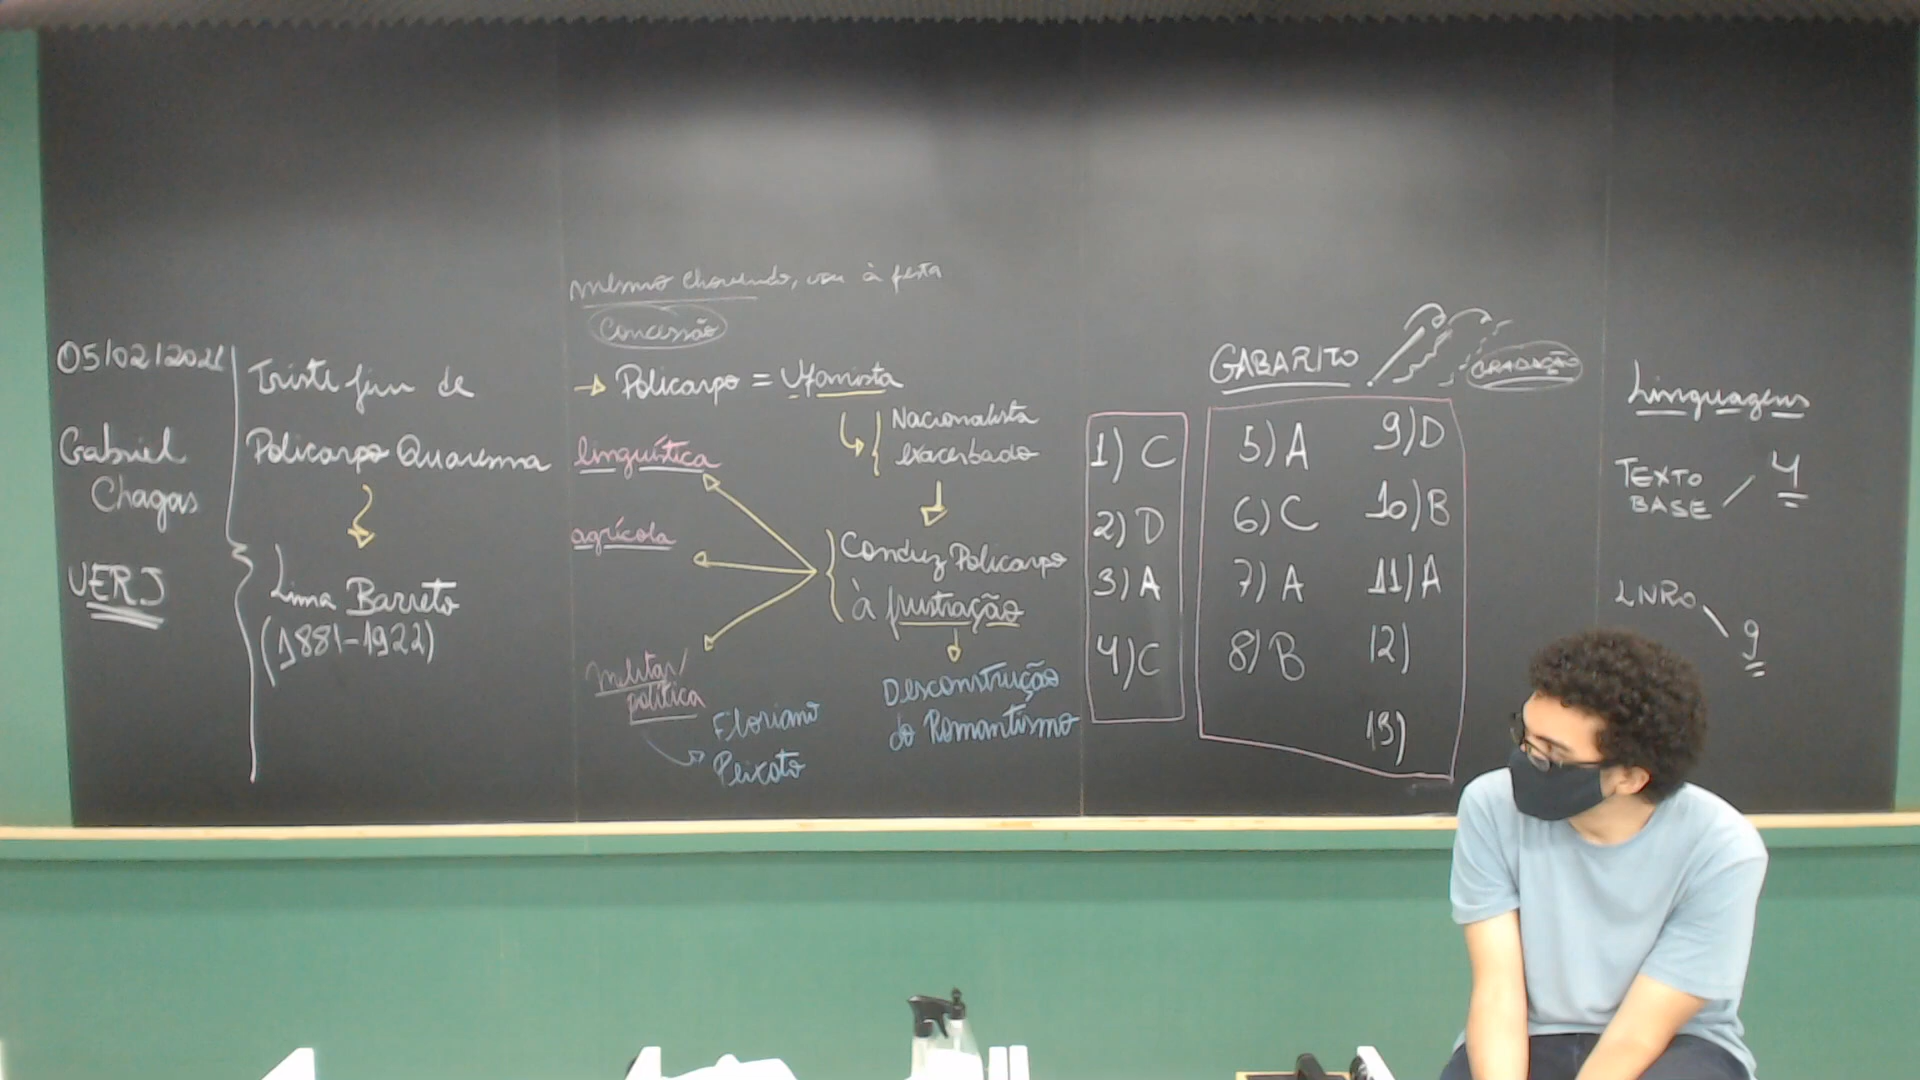 05/02/2021
Gabriel
Chagas
UERJ
Triste fim de
Policarpo Quaresma
Lima Barreto
(1881-1922)
mesmo chovendo, vou à festa
Concessão
→ Policarpo = Ufanista
Nacionalista
exacerbado
Conduz Policarpo
à frustração
linguística
agrícola
militar/
política
Floriano
Peixoto
Desconstrução
do Romantismo
GABARITO
GRADAÇÃO
1) C
2) D
3) A
4) C
5) A
6) C
7) A
8) B
9) D
10) B
11) A
12)
13)
Linguagens
TEXTO
BASE
4
LIVRO
9